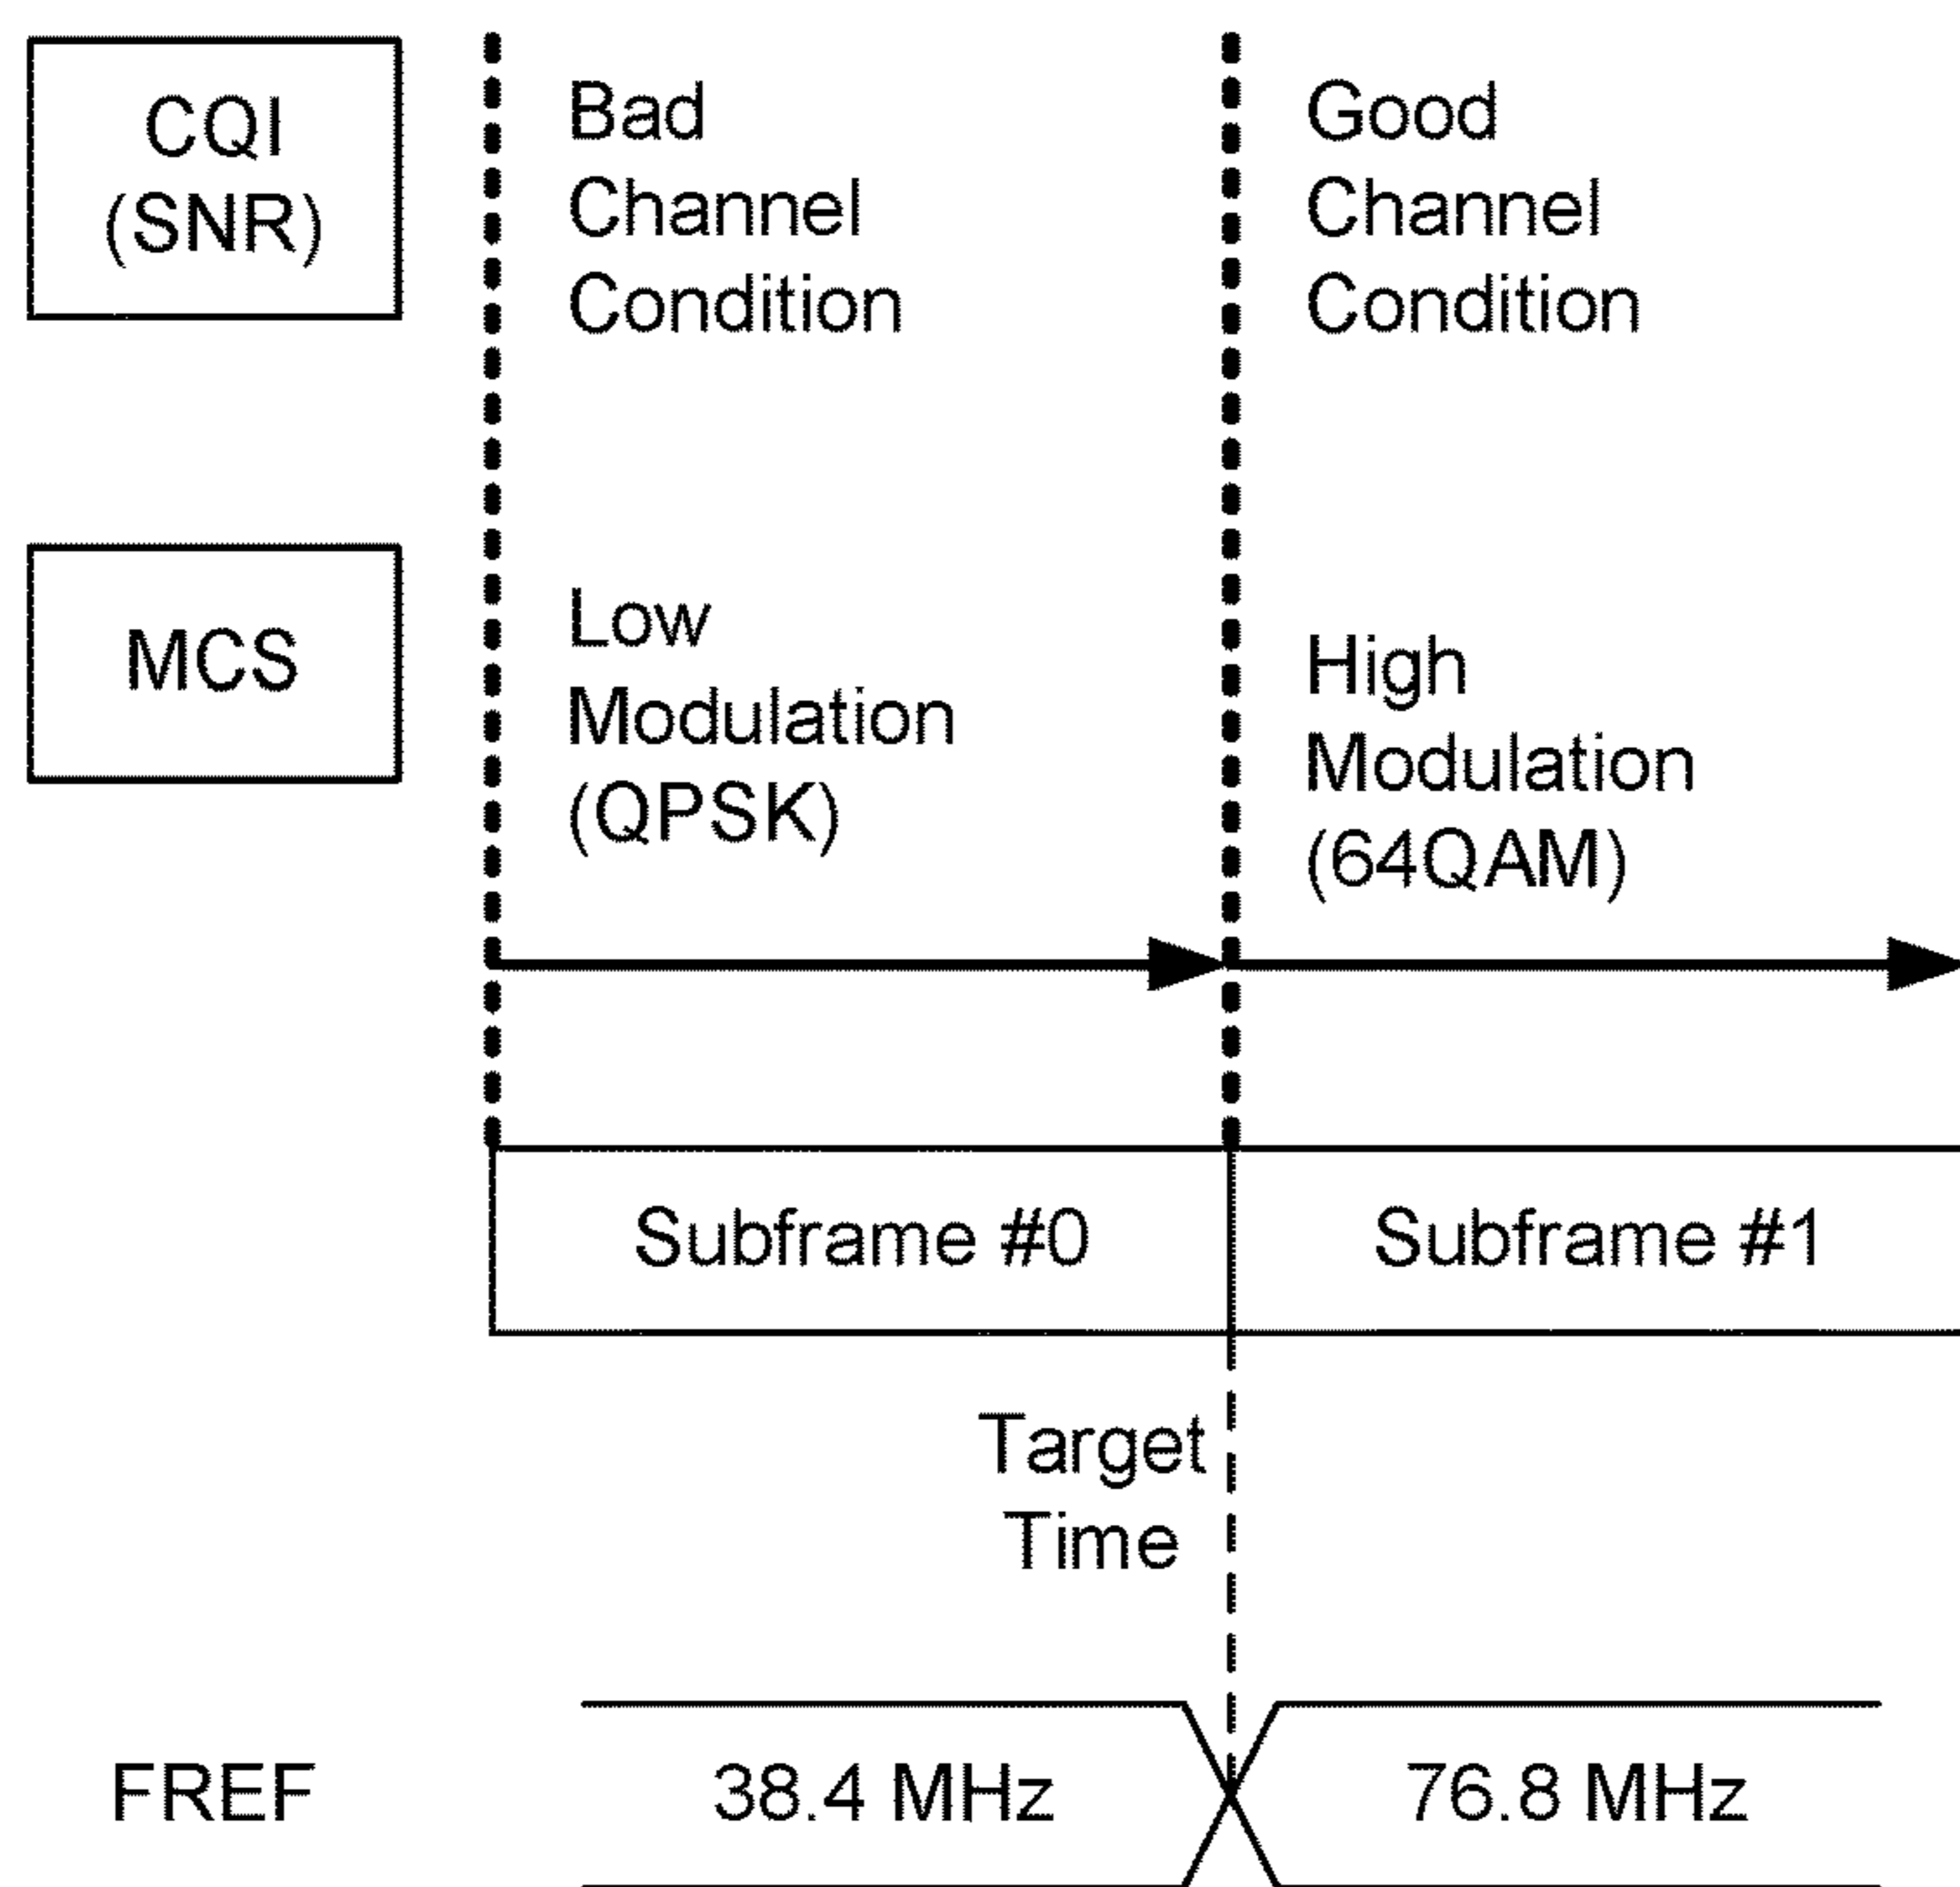 CQI
(SNR)
Bad
Channel
Condition
Good
Channel
Condition
MCS
Low
Modulation
(QPSK)
High
Modulation
(64QAM)
Subframe #0
Subframe #1
Target
Time
FREF
38.4 MHz
76.8 MHz